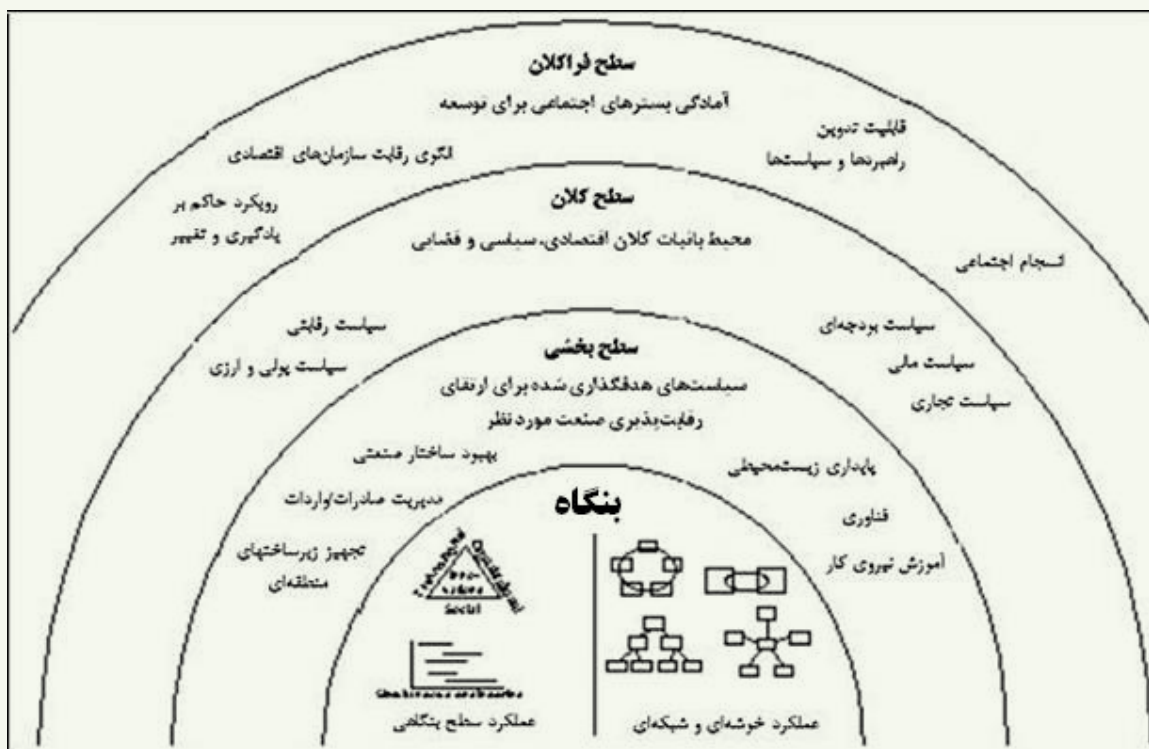 سطح فراکلان
آمادگی بسترهای اجتماعی برای توسعه
قابلیت تدوین
راهبردها و سیاست‌ها
الگوی رقابت سازمان‌های اقتصادی
رویکرد حاکم بر
یادگیری و تغییر
انسجام اجتماعی
سطح کلان
محیط باثبات کلان اقتصادی، سیاسی و قضایی
سیاست بودجه‌ای
سیاست مالی
سیاست تجاری
سیاست رقابتی
سیاست پولی و ارزی
سطح بخشی
سیاست‌های هدفگذاری شده برای ارتقای
رقابت‌پذیری صنعت مورد نظر
پایداری زیست‌محیطی
فناوری
آموزش نیروی کار
بهبود ساختار صنعتی
مدیریت صادرات/واردات
تجهیز زیرساختهای
منطقه‌ای
بنگاه
Social
عملکرد خوشه‌ای و شبکه‌ای
عملکرد سطح بنگاهی